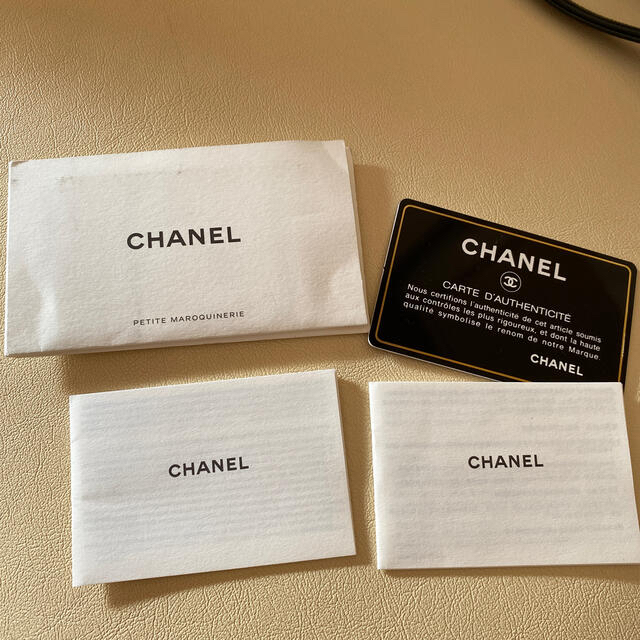 CHANEL
PETITE MAROQUINERIE
CHANEL
CARTE D'AUTHENTICITÉ
Nous certifions l'authenticité de cet article soumis
aux contrôles les plus rigoureux, et dont la haute
qualité symbolise le renom de notre Marque.
CHANEL
CHANEL
CHANEL